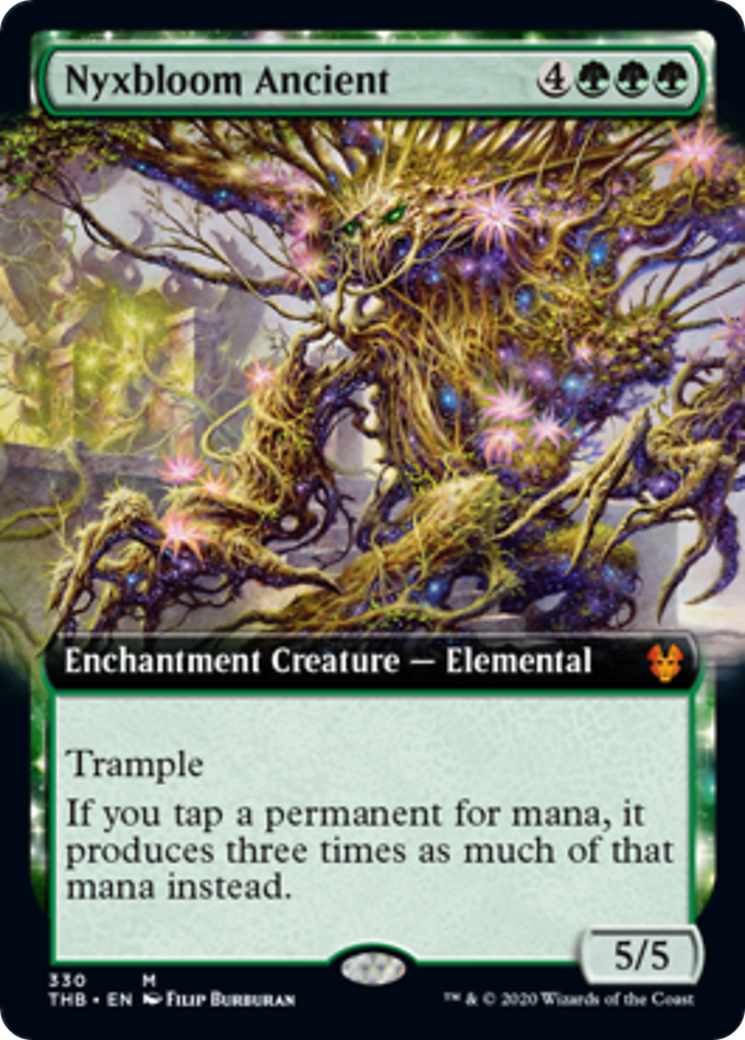 Nyxbloom Ancient 4
Enchantment Creature — Elemental
Trample
If you tap a permanent for mana, it
produces three times as much of that
mana instead.
5/5
330 M
THB • EN Filip Burburan
™ & © 2020 Wizards of the Coast